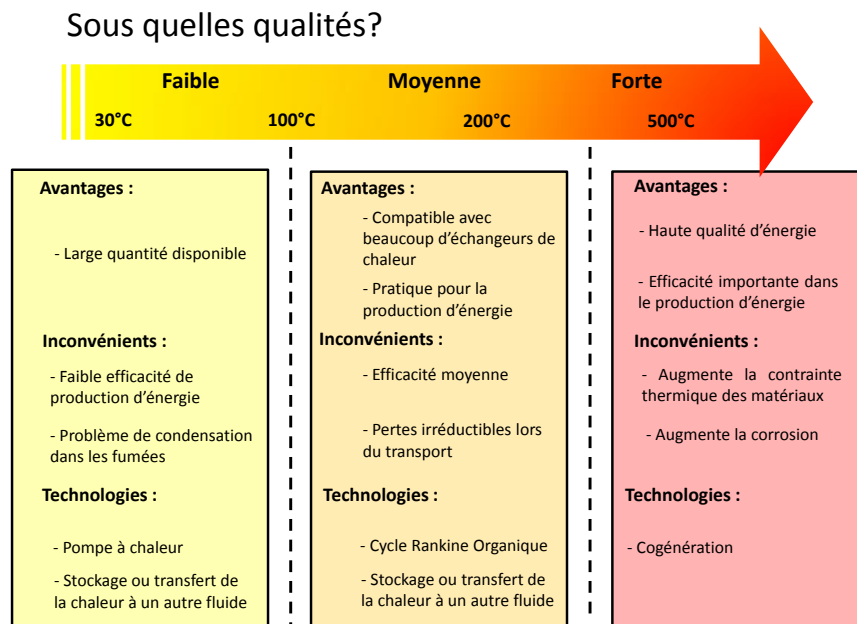 Sous quelles qualités?
Faible
Moyenne
Forte
30°C
100°C
200°C
500°C
Avantages :
- Large quantité disponible
Inconvénients :
- Faible efficacité de
production d’énergie
- Problème de condensation
dans les fumées
Technologies :
- Pompe à chaleur
- Stockage ou transfert de
la chaleur à un autre fluide
Avantages :
- Compatible avec
beaucoup d’échangeurs de
chaleur
- Pratique pour la
production d’énergie
Inconvénients :
- Efficacité moyenne
- Pertes irréductibles lors
du transport
Technologies :
- Cycle Rankine Organique
- Stockage ou transfert de
la chaleur à un autre fluide
Avantages :
- Haute qualité d’énergie
- Efficacité importante dans
le production d’énergie
Inconvénients :
- Augmente la contrainte
thermique des matériaux
- Augmente la corrosion
Technologies :
- Cogénération